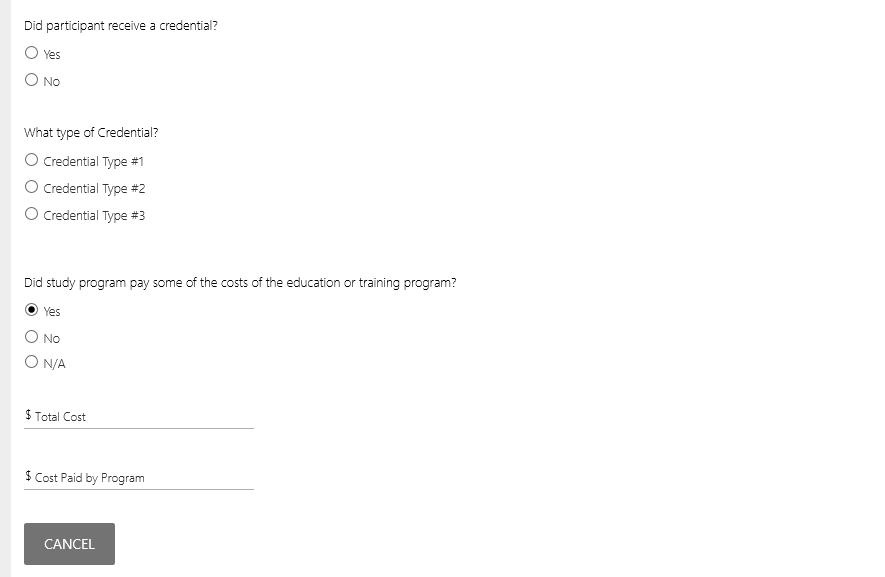 Did participant receive a credential?
Yes
No
What type of Credential?
Credential Type #1
Credential Type #2
Credential Type #3
Did study program pay some of the costs of the education or training program?
Yes
No
N/A
$ Total Cost
$ Cost Paid by Program
CANCEL